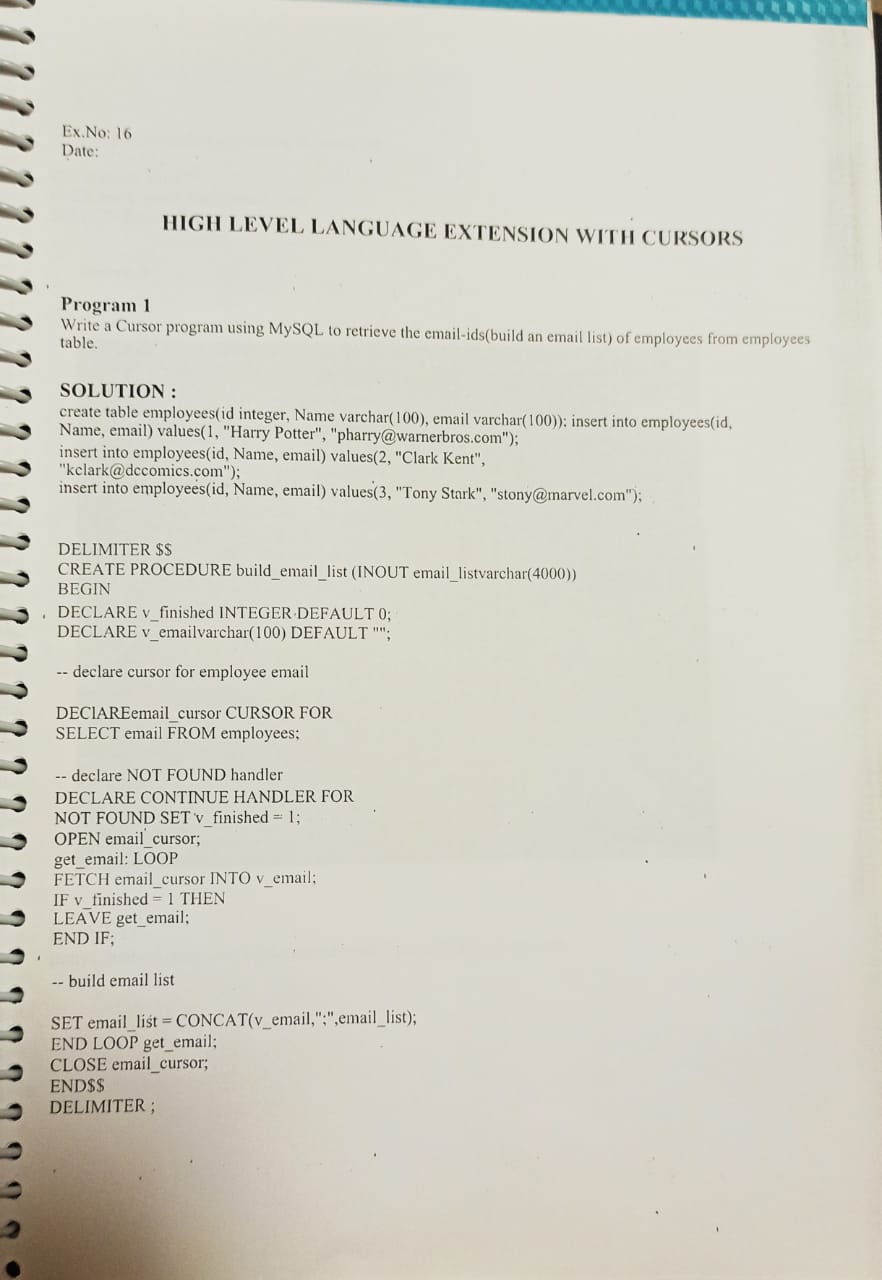 Ex.No: 16
Date:
HIGH LEVEL LANGUAGE EXTENSION WITH CURSORS
Program 1
Write a Cursor program using MySQL to retrieve the email-ids(build an email list) of employees from employees
table.
SOLUTION :
create table employees(id integer, Name varchar(100), email varchar(100)); insert into employees(id,
Name, email) values(1, "Harry Potter", "pharry@warnerbros.com");
insert into employees(id, Name, email) values(2, "Clark Kent",
"kclark@dccomics.com");
insert into employees(id, Name, email) values(3, "Tony Stark", "stony@marvel.com");
DELIMITER $$
CREATE PROCEDURE build_email_list (INOUT email_listvarchar(4000))
BEGIN
DECLARE v_finished INTEGER DEFAULT 0;
DECLARE v_emailvarchar(100) DEFAULT "";
-- declare cursor for employee email
DEClAREemail_cursor CURSOR FOR
SELECT email FROM employees;
-- declare NOT FOUND handler
DECLARE CONTINUE HANDLER FOR
NOT FOUND SET v_finished = 1;
OPEN email_cursor;
get_email: LOOP
FETCH email_cursor INTO v_email;
IF v_finished = 1 THEN
LEAVE get_email;
END IF;
-- build email list
SET email_list = CONCAT(v_email,";",email_list);
END LOOP get_email;
CLOSE email_cursor;
END$$
DELIMITER ;